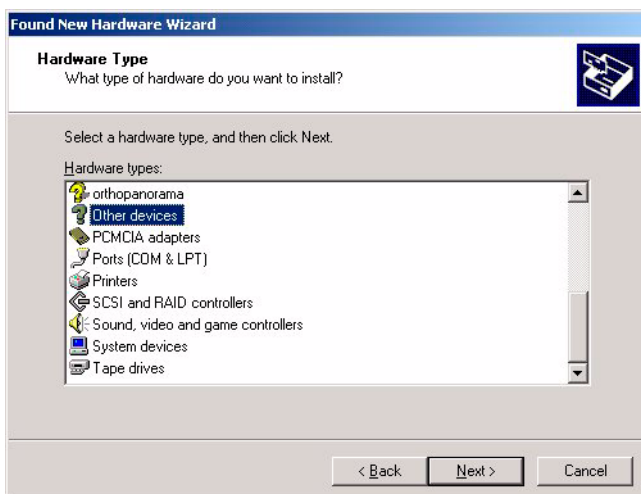 Found New Hardware Wizard
Hardware Type
What type of hardware do you want to install?
Select a hardware type, and then click Next.
Hardware types:
orthopanorama
Other devices
PCMCIA adapters
Ports (COM & LPT)
Printers
SCSI and RAID controllers
Sound, video and game controllers
System devices
Tape drives
< Back
Next >
Cancel